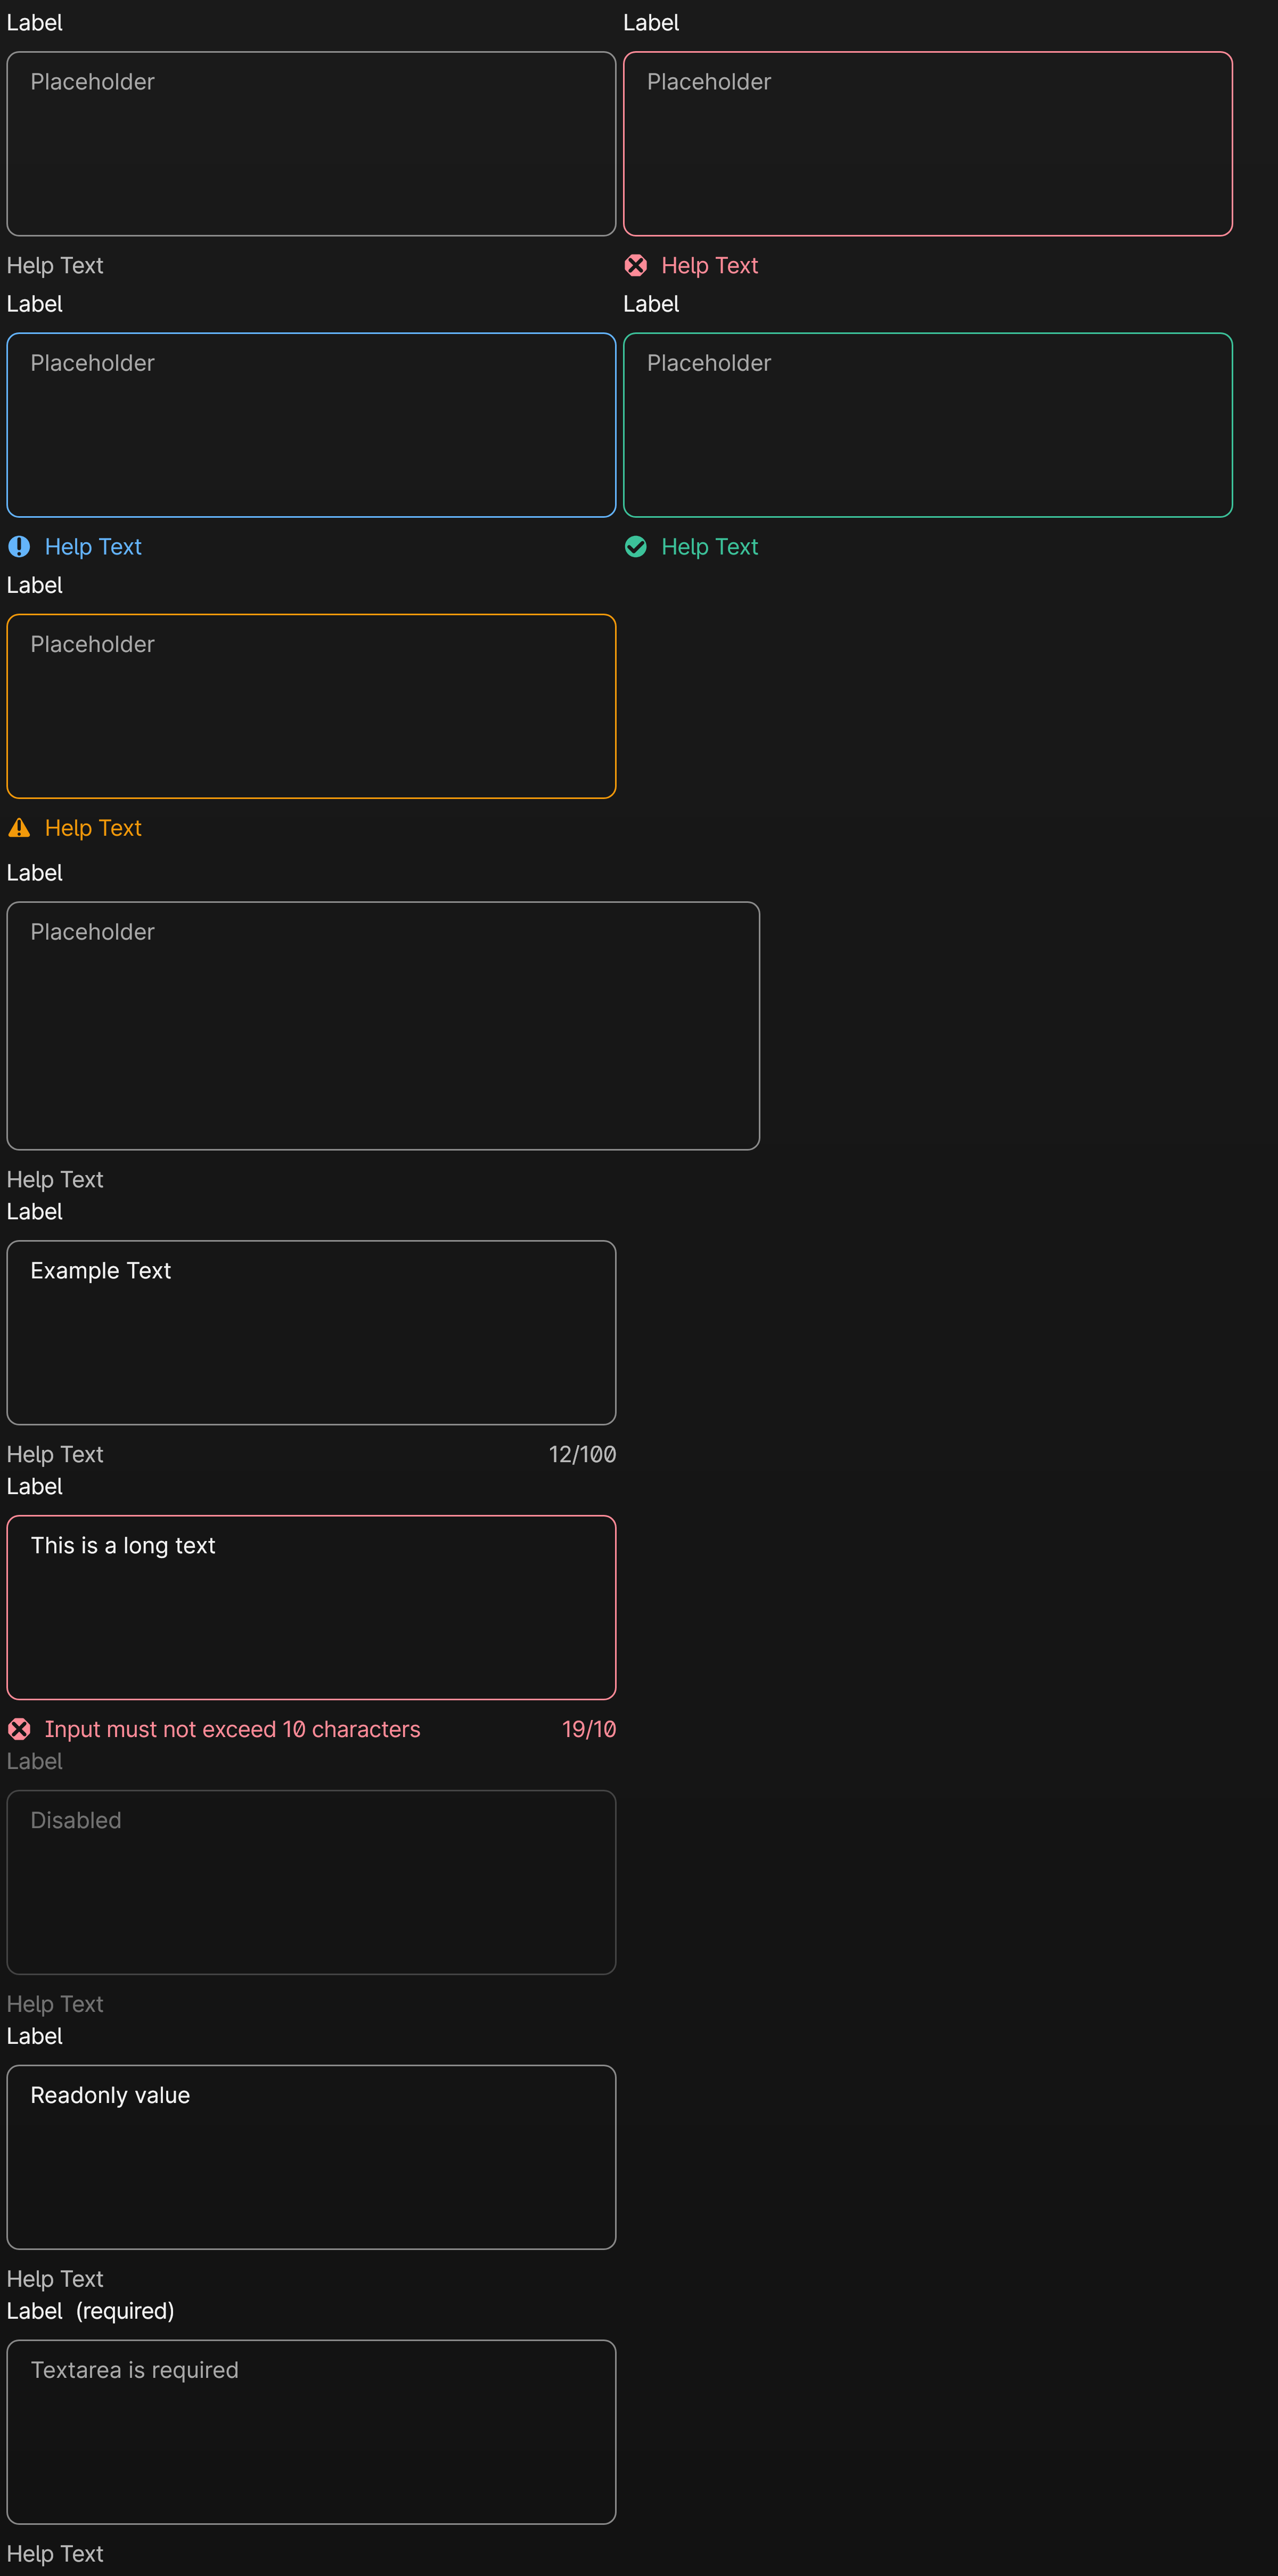 Label Label
Placeholder Placeholder
Help Text Help Text
Label Label
Placeholder Placeholder
Help Text Help Text
Label
Placeholder
Help Text
Label
Placeholder
Help Text
Label
Example Text
Help Text 12/100
Label
This is a long text
Input must not exceed 10 characters 19/10
Label
Disabled
Help Text
Label
Readonly value
Help Text
Label (required)
Textarea is required
Help Text